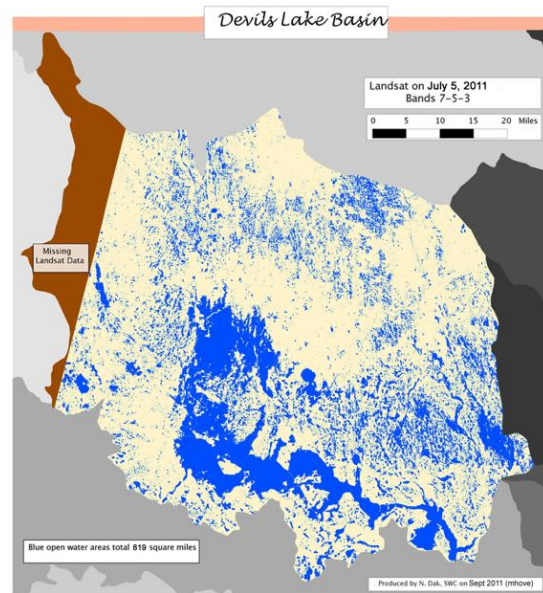 Devils Lake Basin
Landsat on July 5, 2011
Bands 7-5-3
Miles
0 5 10 15 20
Missing
Landsat Data
Blue open water areas total 819 square miles
Produced by N. Dak. SWC on Sept 2011 (mhove)